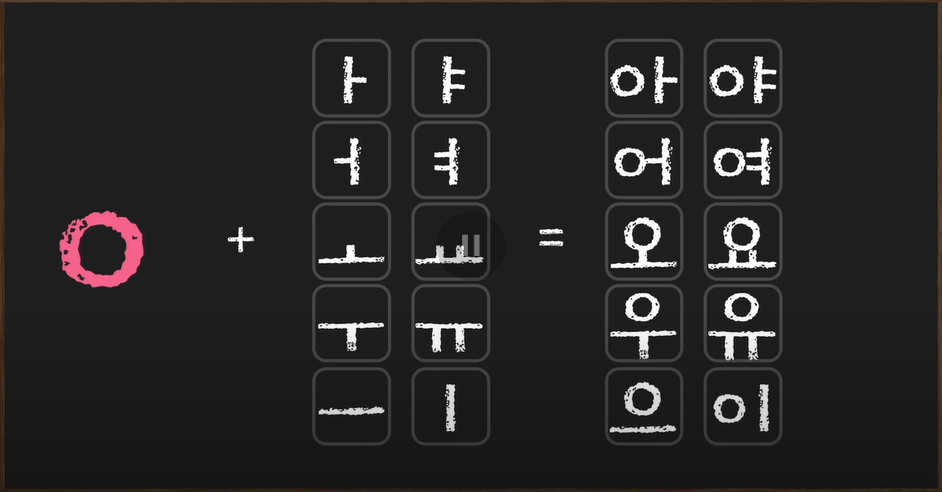 ㅏ ㅑ 아 야
ㅓ ㅕ 어 여
ㅇ + ㅗ ㅛ = 오 요
ㅜ ㅠ 우 유
ㅡ ㅣ 으 이